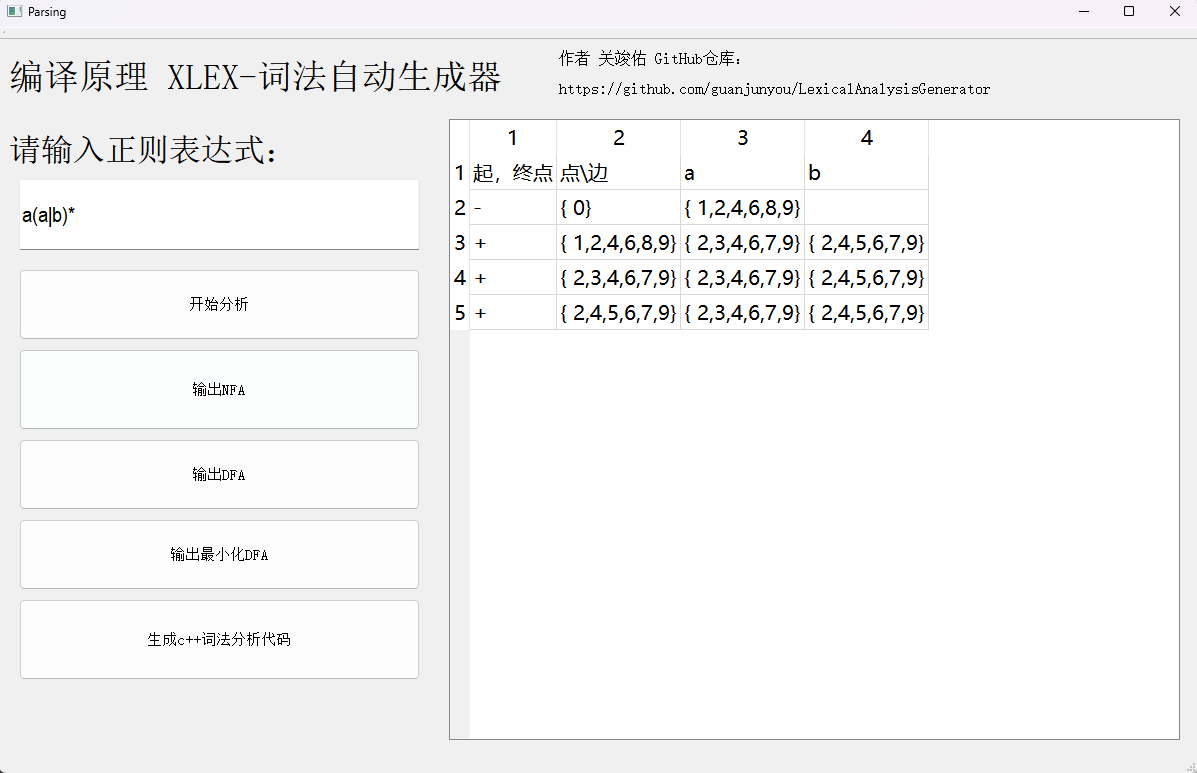 Parsing
编译原理 XLEX-词法自动生成器
作者 关竣佑 GitHub仓库：
https://github.com/guanjunyou/LexicalAnalysisGenerator
请输入正则表达式：
a(a|b)*
开始分析
输出NFA
输出DFA
输出最小化DFA
生成c++词法分析代码
1 2 3 4
1 起，终点 点\边 a b
2 - { 0} { 1,2,4,6,8,9}
3 + { 1,2,4,6,8,9} { 2,3,4,6,7,9} { 2,4,5,6,7,9}
4 + { 2,3,4,6,7,9} { 2,3,4,6,7,9} { 2,4,5,6,7,9}
5 + { 2,4,5,6,7,9} { 2,3,4,6,7,9} { 2,4,5,6,7,9}